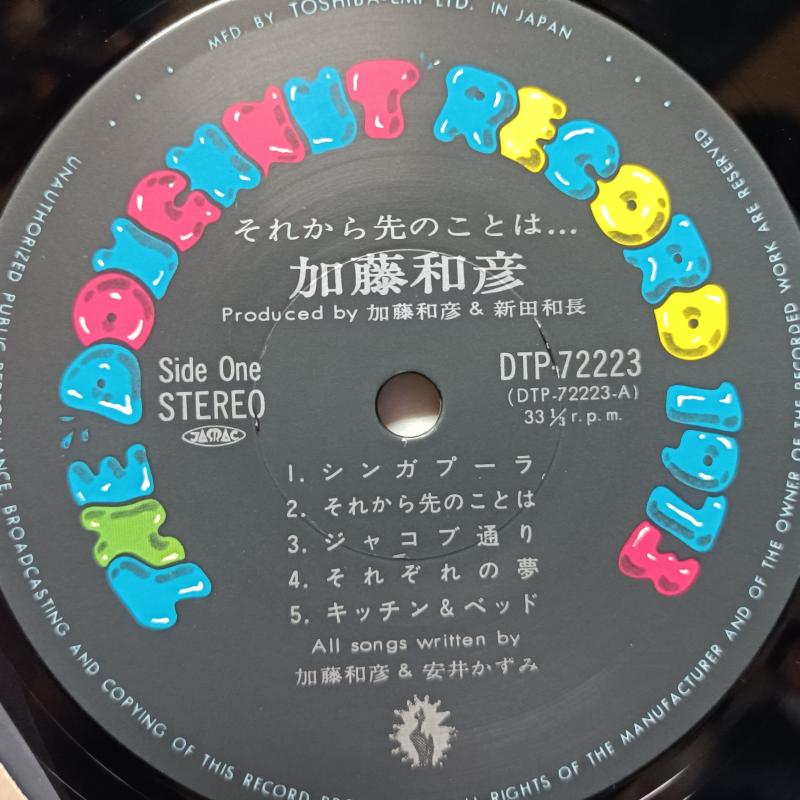 MFD. BY TOSHIBA-EMI LTD. IN JAPAN
THE DOUGHNUT RECORD 1973
それから先のことは...
加藤和彦
Produced by 加藤和彦 & 新田和長
Side One
STEREO
JASRAC
DTP-72223
(DTP-72223-A)
33 1/3 r.p.m.
1. シンガプーラ
2. それから先のことは
3. ジャコブ通り
4. それぞれの夢
5. キッチン&ベッド
All songs written by
加藤和彦 & 安井かずみ
UNAUTHORIZED PUBLIC PERFORMANCE, BROADCASTING AND COPYING OF THIS RECORD
ALL RIGHTS OF THE MANUFACTURER AND OF THE OWNER OF THE RECORDED WORK ARE RESERVED